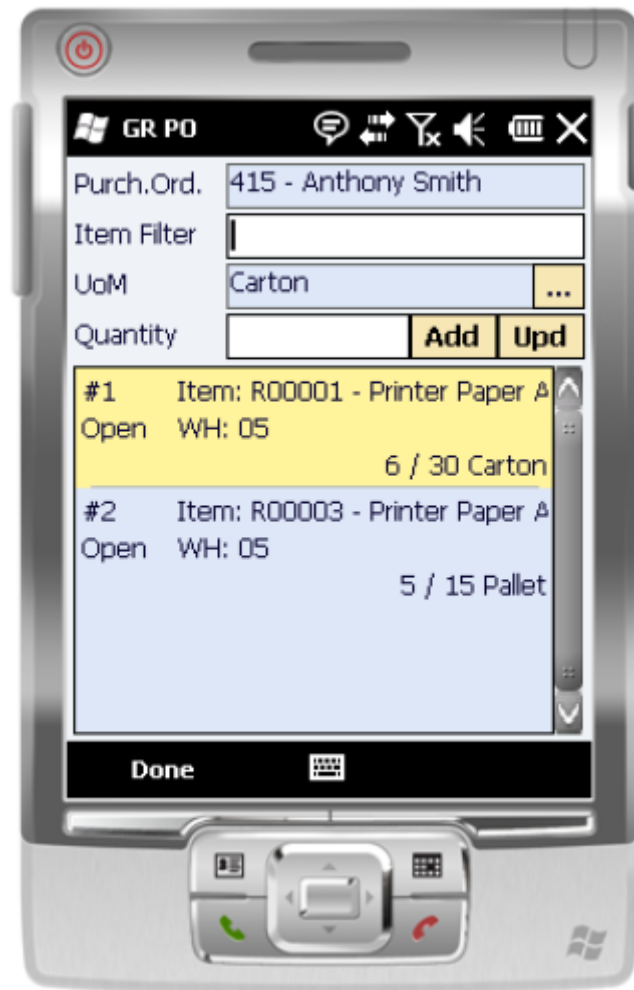 GR PO
Purch.Ord. 415 - Anthony Smith
Item Filter
UoM Carton ...
Quantity Add Upd
#1 Item: R00001 - Printer Paper A
Open WH: 05
6 / 30 Carton
#2 Item: R00003 - Printer Paper A
Open WH: 05
5 / 15 Pallet
Done